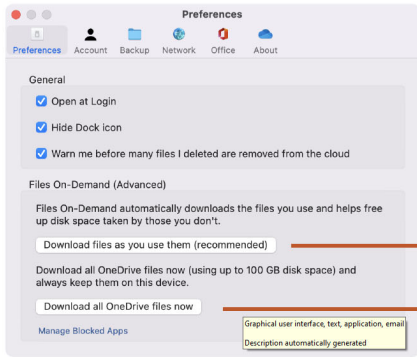 Preferences
Preferences Account Backup Network Office About
General
Open at Login
Hide Dock icon
Warn me before many files I deleted are removed from the cloud
Files On-Demand (Advanced)
Files On-Demand automatically downloads the files you use and helps free
up disk space taken by those you don't.
Download files as you use them (recommended)
Download all OneDrive files now (using up to 100 GB disk space) and
always keep them on this device.
Download all OneDrive files now
Graphical user interface, text, application, email
Manage Blocked Apps
Description automatically generated